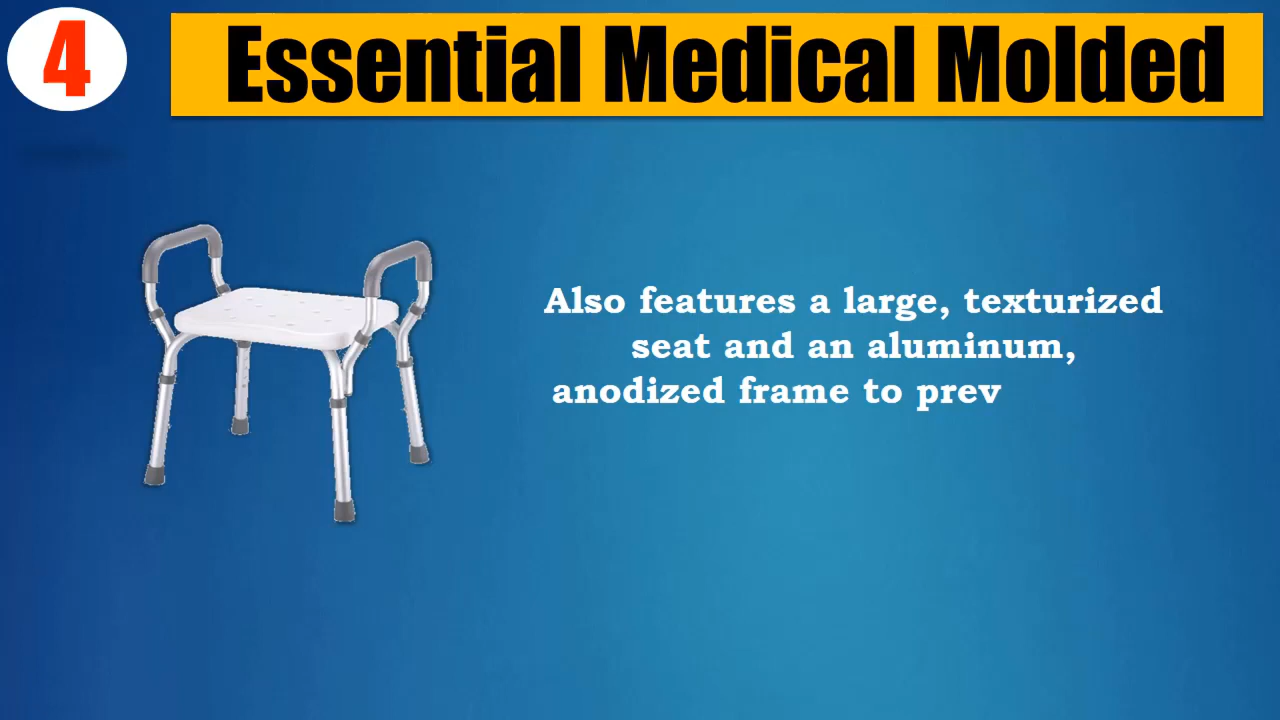 4
Essential Medical Molded
Also features a large, texturized
seat and an aluminum,
anodized frame to prev